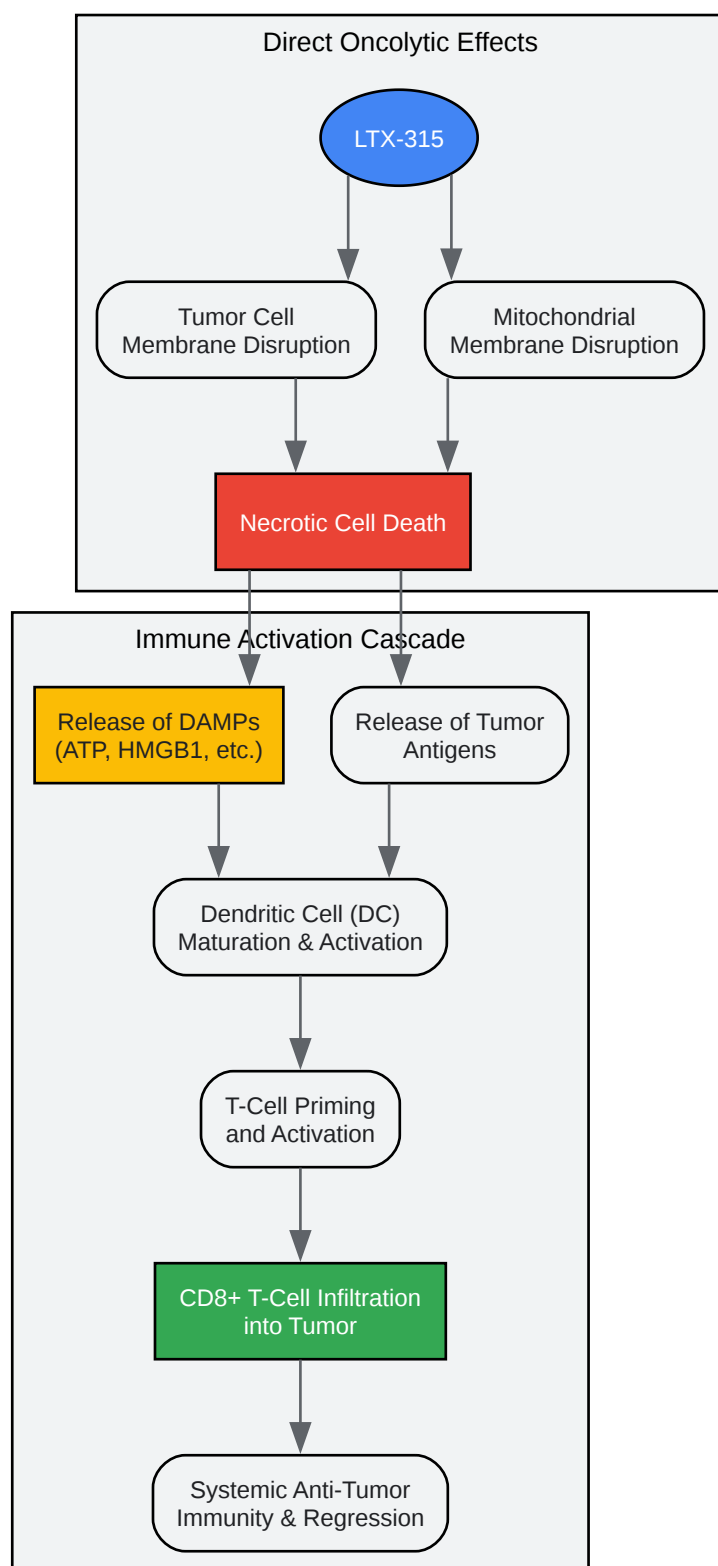 Direct Oncolytic Effects
LTX-315
Tumor Cell
Membrane Disruption
Mitochondrial
Membrane Disruption
Necrotic Cell Death
Immune Activation Cascade
Release of DAMPs
(ATP, HMGB1, etc.)
Release of Tumor
Antigens
Dendritic Cell (DC)
Maturation & Activation
T-Cell Priming
and Activation
CD8+ T-Cell Infiltration
into Tumor
Systemic Anti-Tumor
Immunity & Regression